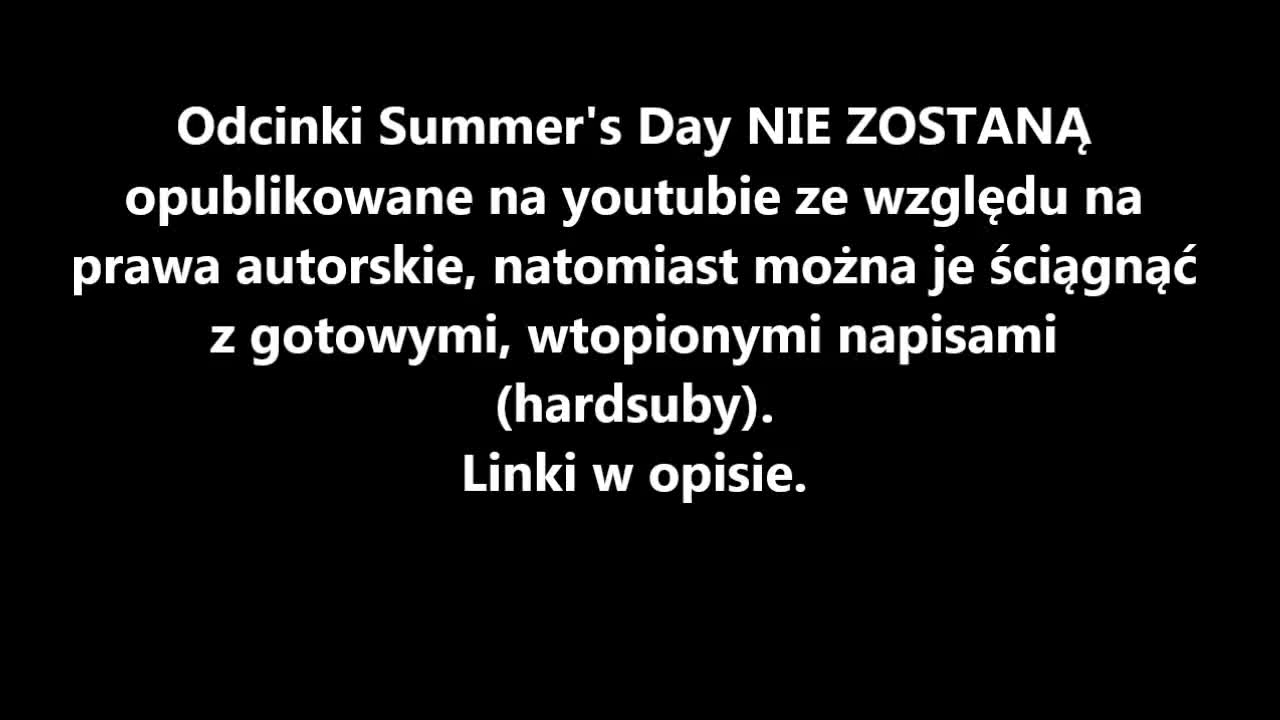 Odcinki Summer's Day NIE ZOSTANĄ
opublikowane na youtubie ze względu na
prawa autorskie, natomiast można je ściągnąć
z gotowymi, wtopionymi napisami
(hardsuby).
Linki w opisie.